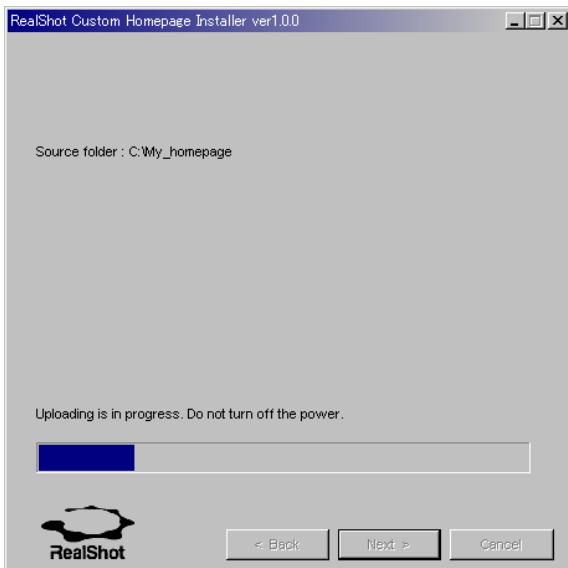 RealShot Custom Homepage Installer ver1.0.0
Source folder : C:\My_homepage
Uploading is in progress. Do not turn off the power.
RealShot
< Back
Next >
Cancel